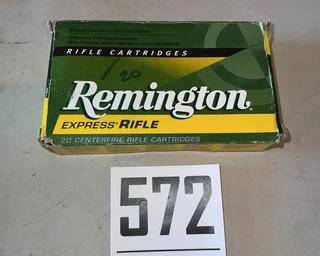 RIFLE CARTRIDGES
20
Remington
EXPRESS® RIFLE
20 CENTERFIRE RIFLE CARTRIDGES
572